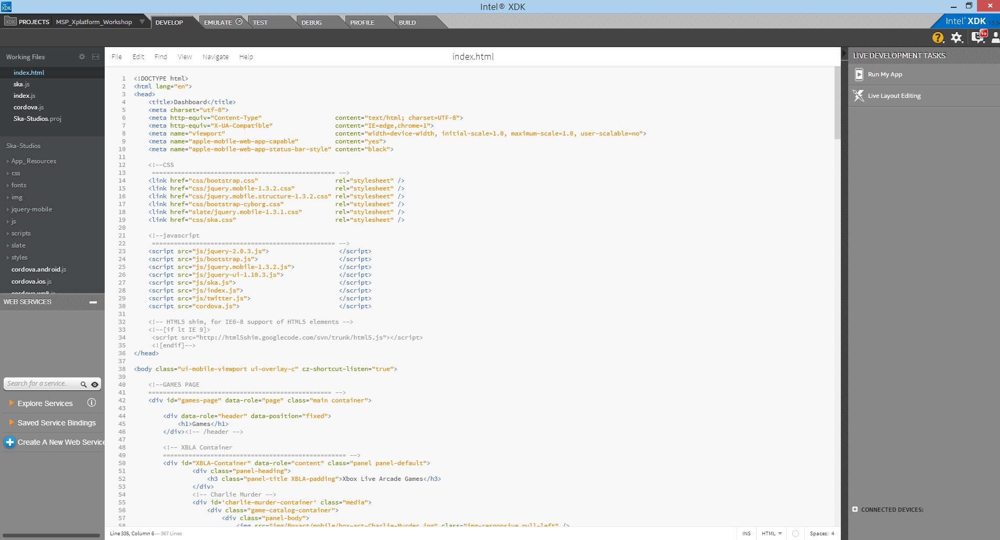 XDK
Intel® XDK
XDK PROJECTS MSP_Xplatform_Workshop DEVELOP EMULATE TEST DEBUG PROFILE BUILD Intel® XDK
? 10
Working Files
index.html
ska.js
index.js
cordova.js
Ska-Studios.proj
Ska-Studios
App_Resources
css
fonts
img
jquery-mobile
js
scripts
slate
styles
cordova.android.js
cordova.ios.js
cordova.wp8.js
WEB SERVICES
Search for a service..
Explore Services
Saved Service Bindings
Create A New Web Service
File Edit Find View Navigate Help index.html
1 <!DOCTYPE html>
2 <html lang="en">
3 <head>
4 <title>Dashboard</title>
5 <meta charset="utf-8">
6 <meta http-equiv="Content-Type" content="text/html; charset=UTF-8">
7 <meta http-equiv="X-UA-Compatible" content="IE=edge,chrome=1">
8 <meta name="viewport" content="width=device-width, initial-scale=1.0, maximum-scale=1.0, user-scalable=no">
9 <meta name="apple-mobile-web-app-capable" content="yes">
10 <meta name="apple-mobile-web-app-status-bar-style" content="black">
11
12 <!--CSS
13 ================================================== -->
14 <link href="css/bootstrap.css" rel="stylesheet" />
15 <link href="css/jquery.mobile-1.3.2.css" rel="stylesheet" />
16 <link href="css/jquery.mobile.structure-1.3.2.css" rel="stylesheet" />
17 <link href="css/bootstrap-cyborg.css" rel="stylesheet" />
18 <link href="slate/jquery.mobile-1.3.1.css" rel="stylesheet" />
19 <link href="css/ska.css" rel="stylesheet" />
20
21 <!--javascript
22 ================================================== -->
23 <script src="js/jquery-2.0.3.js"> </script>
24 <script src="js/bootstrap.js"> </script>
25 <script src="js/jquery.mobile-1.3.2.js"> </script>
26 <script src="js/jquery-ui-1.10.3.js"> </script>
27 <script src="js/ska.js"> </script>
28 <script src="js/index.js"> </script>
29 <script src="js/twitter.js"> </script>
30 <script src="cordova.js"> </script>
31
32 <!-- HTML5 shim, for IE6-8 support of HTML5 elements -->
33 <!--[if lt IE 9]>
34 <script src="http://html5shim.googlecode.com/svn/trunk/html5.js"></script>
35 <![endif]-->
36 </head>
37
38 <body class="ui-mobile-viewport ui-overlay-c" cz-shortcut-listen="true">
39
40 <!--GAMES PAGE
41 ================================================== -->
42 <div id="games-page" data-role="page" class="main container">
43
44 <div data-role="header" data-position="fixed">
45 <h1>Games</h1>
46 </div><!-- /header -->
47
48 <!-- XBLA Container
49 ================================================== -->
50 <div id="XBLA-Container" data-role="content" class="panel panel-default">
51 <div class="panel-heading">
52 <h3 class="panel-title XBLA-padding">Xbox Live Arcade Games</h3>
53 </div>
54 <!-- Charlie Murder -->
55 <div id='charlie-murder-container' class="media">
56 <div class="game-catalog-container">
57 <div class="panel-body">
58 <img src="img/Boxart/mobile/box-art-Charlie-Murder.jpg" class="img-responsive pull-left" />
Line 335, Column 6 — 367 Lines INS HTML Spaces: 4
LIVE DEVELOPMENT TASKS
Run My App
Live Layout Editing
CONNECTED DEVICES: